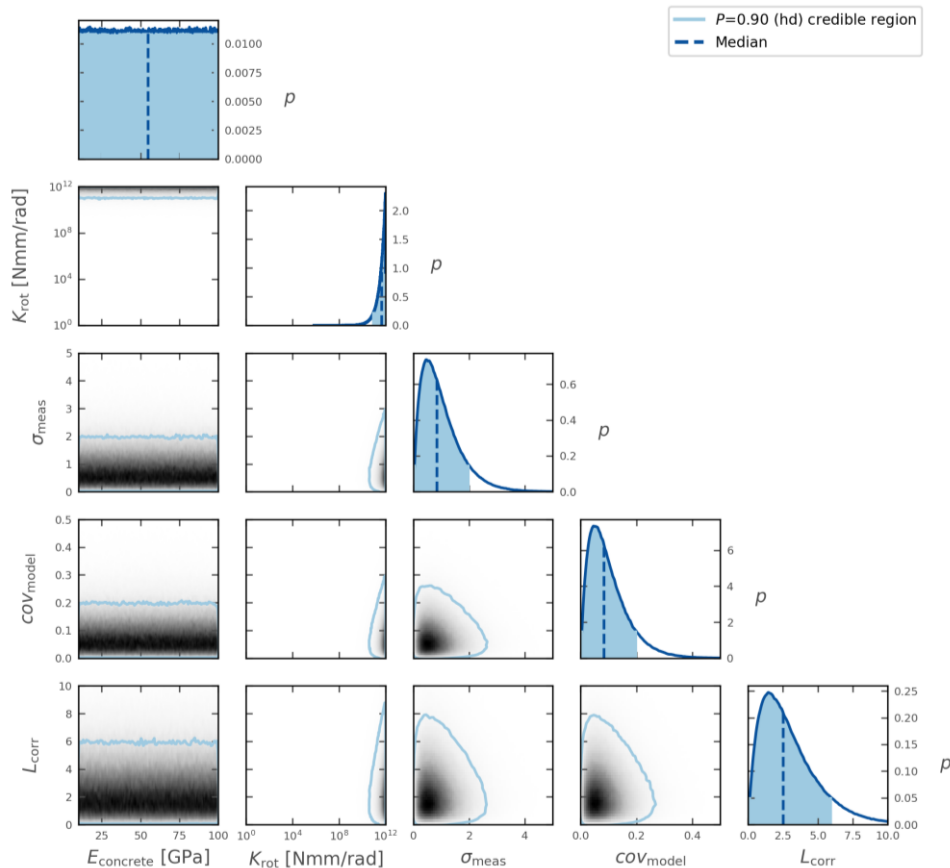 P=0.90 (hd) credible region
Median
0.0100
0.0075
0.0050
0.0025
0.0000
p
K_rot [Nmm/rad]
10^12
10^8
10^4
10^0
2.0
1.5
1.0
0.5
0.0
p
σ_meas
5
4
3
2
1
0
0.6
0.4
0.2
0.0
p
cov_model
0.5
0.4
0.3
0.2
0.1
0.0
6
4
2
0
p
L_corr
10
8
6
4
2
0
0.25
0.20
0.15
0.10
0.05
0.00
p
25 50 75 100
10^0 10^4 10^8 10^12
0 2 4
0.0 0.2 0.4
0.0 2.5 5.0 7.5 10.0
E_concrete [GPa] K_rot [Nmm/rad] σ_meas cov_model L_corr